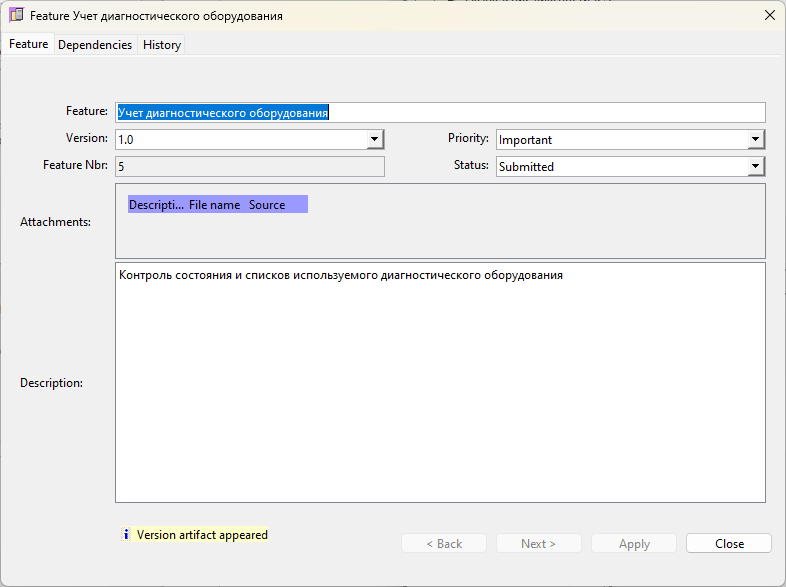 Feature Учет диагностического оборудования
Feature Dependencies History
Feature: Учет диагностического оборудования
Version: 1.0 Priority: Important
Feature Nbr: 5 Status: Submitted
Attachments: Descripti... File name Source
Description: Контроль состояния и списков используемого диагностического оборудования
Version artifact appeared
< Back Next > Apply Close